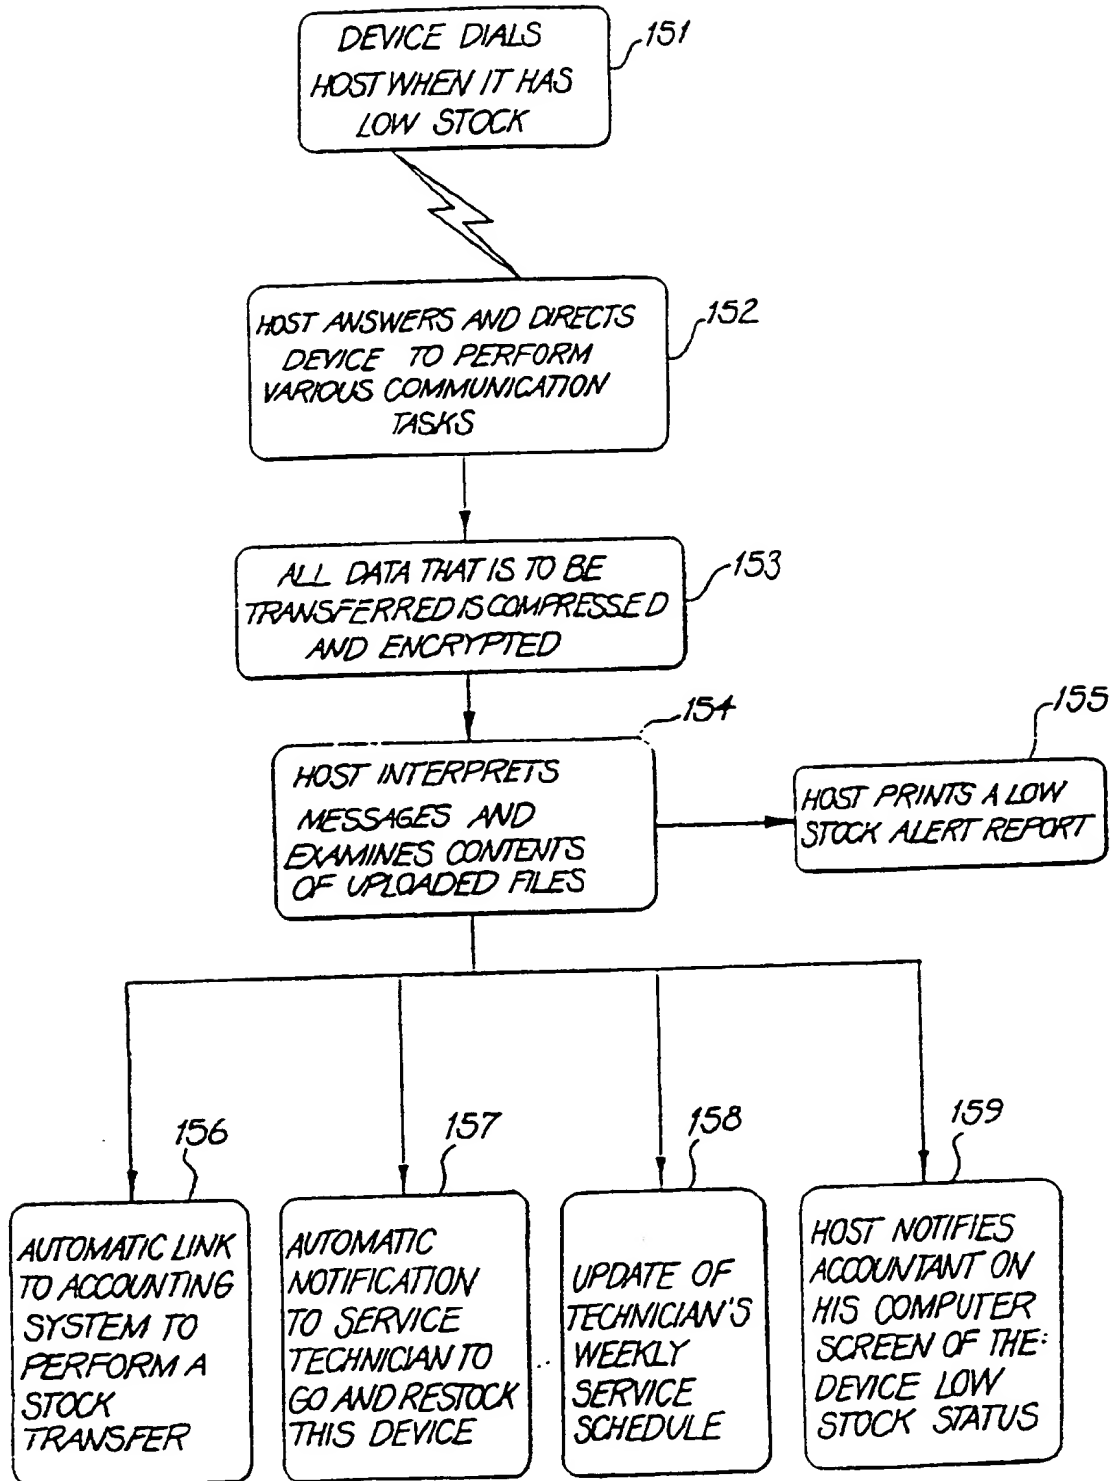 DEVICE DIALS
HOST WHEN IT HAS
LOW STOCK
151
HOST ANSWERS AND DIRECTS
DEVICE TO PERFORM
VARIOUS COMMUNICATION
TASKS
152
ALL DATA THAT IS TO BE
TRANSFERRED IS COMPRESSED
AND ENCRYPTED
153
HOST INTERPRETS
MESSAGES AND
EXAMINES CONTENTS
OF UPLOADED FILES
154
HOST PRINTS A LOW
STOCK ALERT REPORT
155
AUTOMATIC LINK
TO ACCOUNTING
SYSTEM TO
PERFORM A
STOCK
TRANSFER
156
AUTOMATIC
NOTIFICATION
TO SERVICE
TECHNICIAN TO
GO AND RESTOCK
THIS DEVICE
157
UPDATE OF
TECHNICIAN'S
WEEKLY
SERVICE
SCHEDULE
158
HOST NOTIFIES
ACCOUNTANT ON
HIS COMPUTER
SCREEN OF THE
DEVICE LOW
STOCK STATUS
159